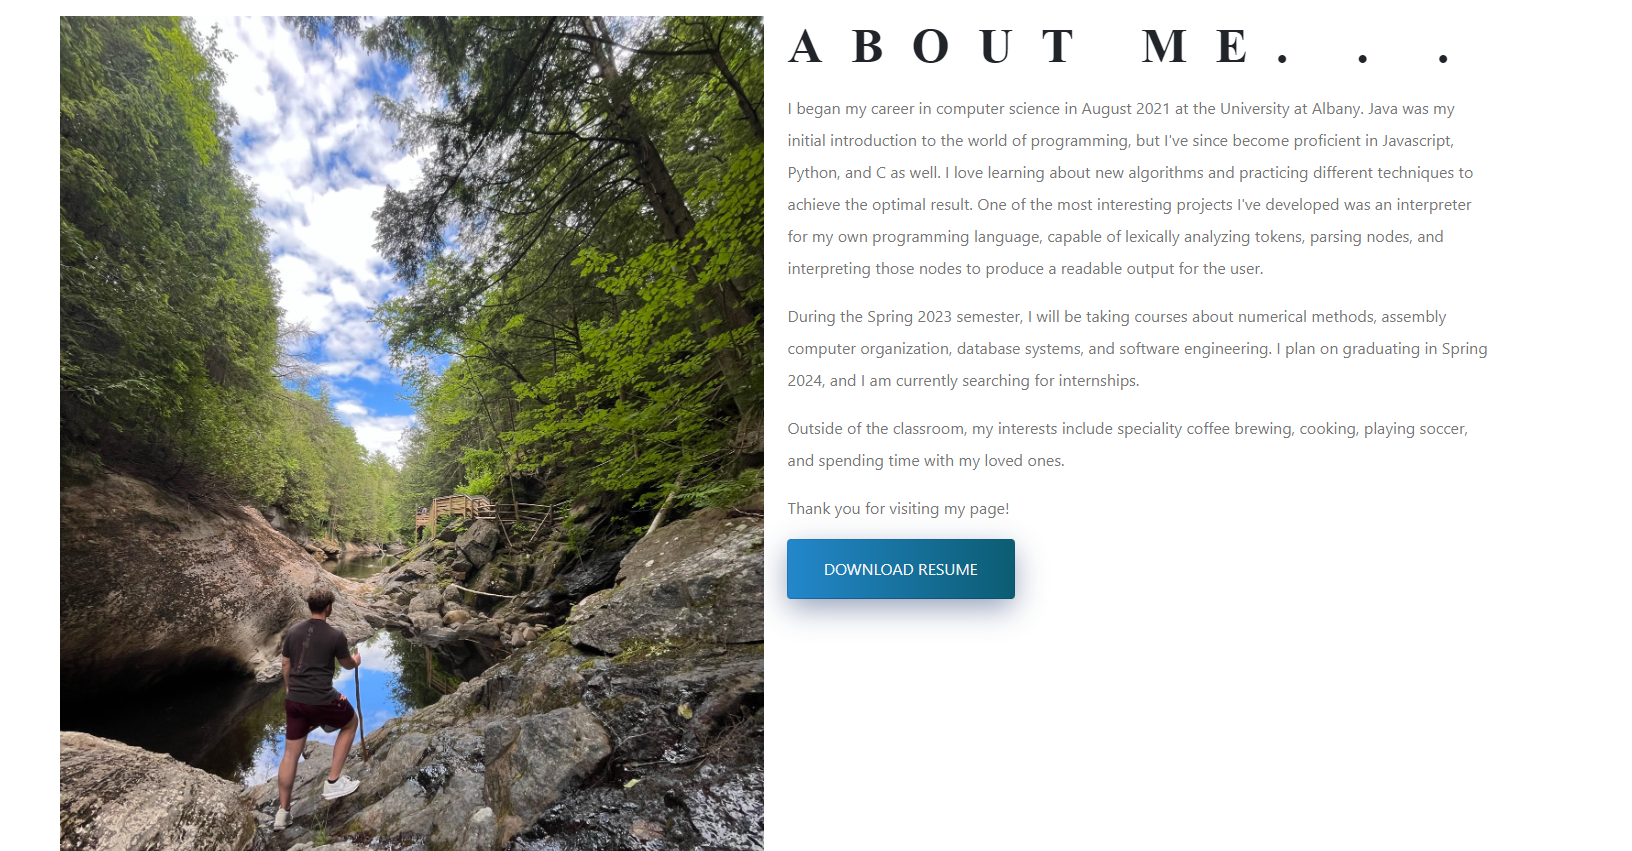 ABOUT ME. . .
I began my career in computer science in August 2021 at the University at Albany. Java was my
initial introduction to the world of programming, but I've since become proficient in Javascript,
Python, and C as well. I love learning about new algorithms and practicing different techniques to
achieve the optimal result. One of the most interesting projects I've developed was an interpreter
for my own programming language, capable of lexically analyzing tokens, parsing nodes, and
interpreting those nodes to produce a readable output for the user.
During the Spring 2023 semester, I will be taking courses about numerical methods, assembly
computer organization, database systems, and software engineering. I plan on graduating in Spring
2024, and I am currently searching for internships.
Outside of the classroom, my interests include speciality coffee brewing, cooking, playing soccer,
and spending time with my loved ones.
Thank you for visiting my page!
DOWNLOAD RESUME